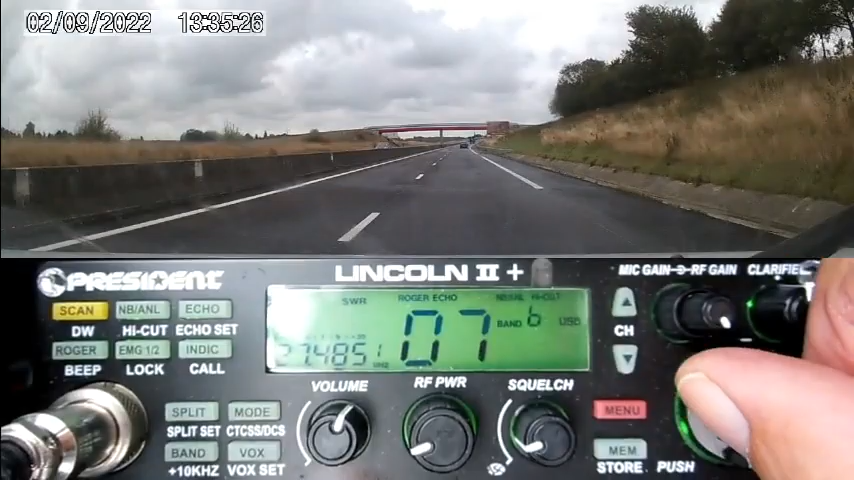 02/09/2022 13:35:26
PRESIDENT LINCOLN II + MIC GAIN RF GAIN CLARIFIE
SCAN NB/ANL ECHO
DW HI-CUT ECHO SET
ROGER EMG 1/2 INDIC
BEEP LOCK CALL
SWR ROGER ECHO NB/ANL HI-CUT
07 BAND b USB
27.4851
CH
VOLUME RF PWR SQUELCH
SPLIT MODE
SPLIT SET CTCSS/DCS
BAND VOX
+10KHZ VOX SET
MENU
MEM
STORE PUSH